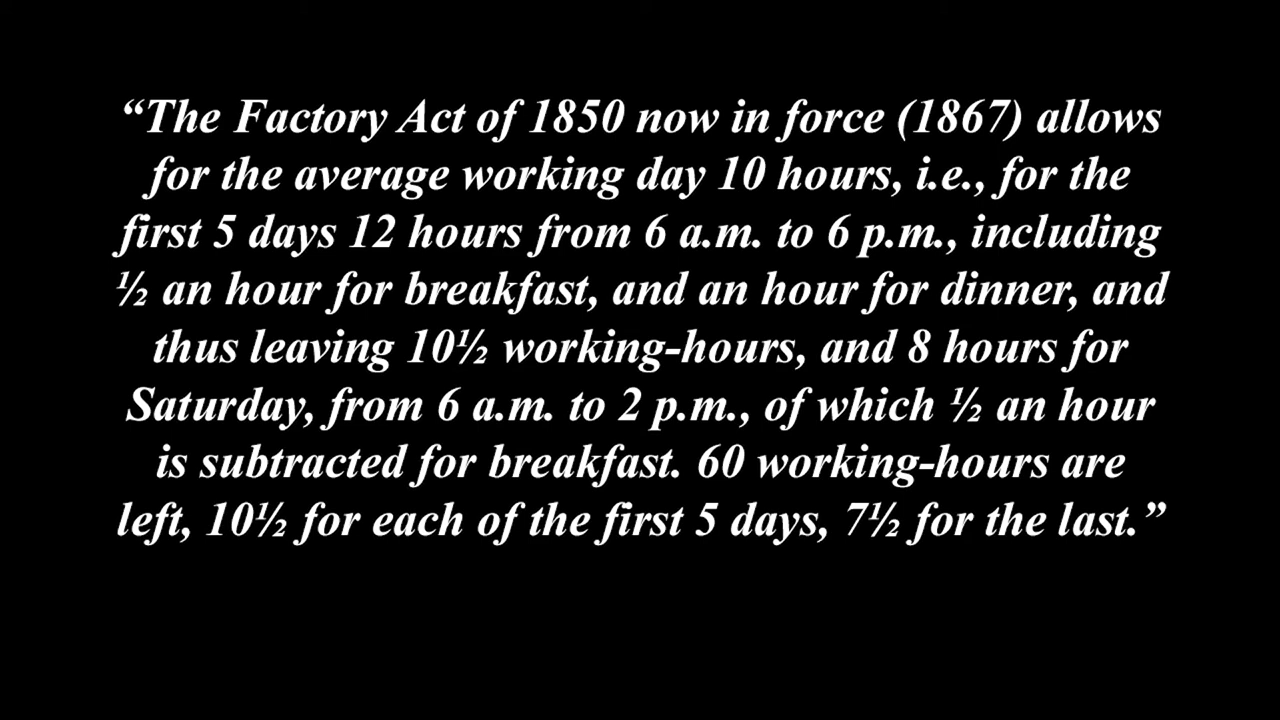 “The Factory Act of 1850 now in force (1867) allows
for the average working day 10 hours, i.e., for the
first 5 days 12 hours from 6 a.m. to 6 p.m., including
½ an hour for breakfast, and an hour for dinner, and
thus leaving 10½ working-hours, and 8 hours for
Saturday, from 6 a.m. to 2 p.m., of which ½ an hour
is subtracted for breakfast. 60 working-hours are
left, 10½ for each of the first 5 days, 7½ for the last.”